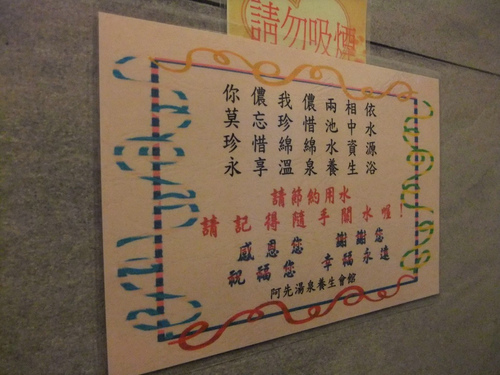 請勿吸煙
你儂我儂兩相依
莫忘珍惜池中水
珍惜綿綿水資源
永享溫泉養生浴
請節約用水
請記得隨手關水喔！
感恩您 謝謝您
祝福您 幸福永遠
阿先湯泉養生會館